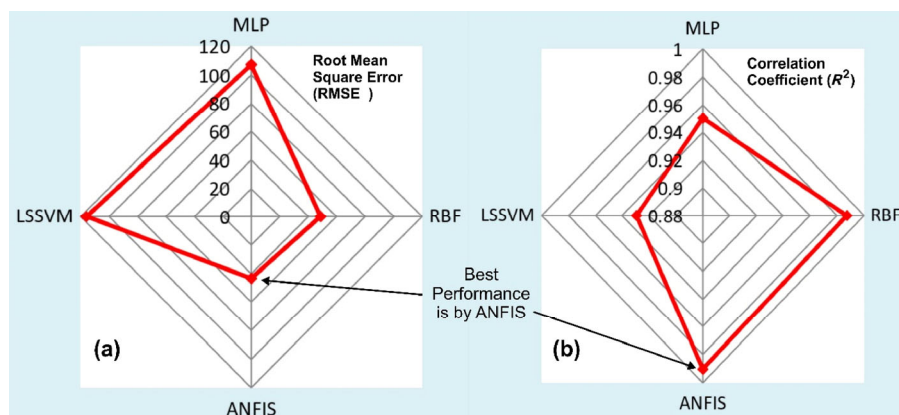 MLP
120
100
80
60
40
20
0
Root Mean
Square Error
(RMSE )
LSSVM
RBF
ANFIS
(a)
Best
Performance
is by ANFIS
MLP
1
0.98
0.96
0.94
0.92
0.9
0.88
Correlation
Coefficient (R²)
LSSVM
RBF
ANFIS
(b)